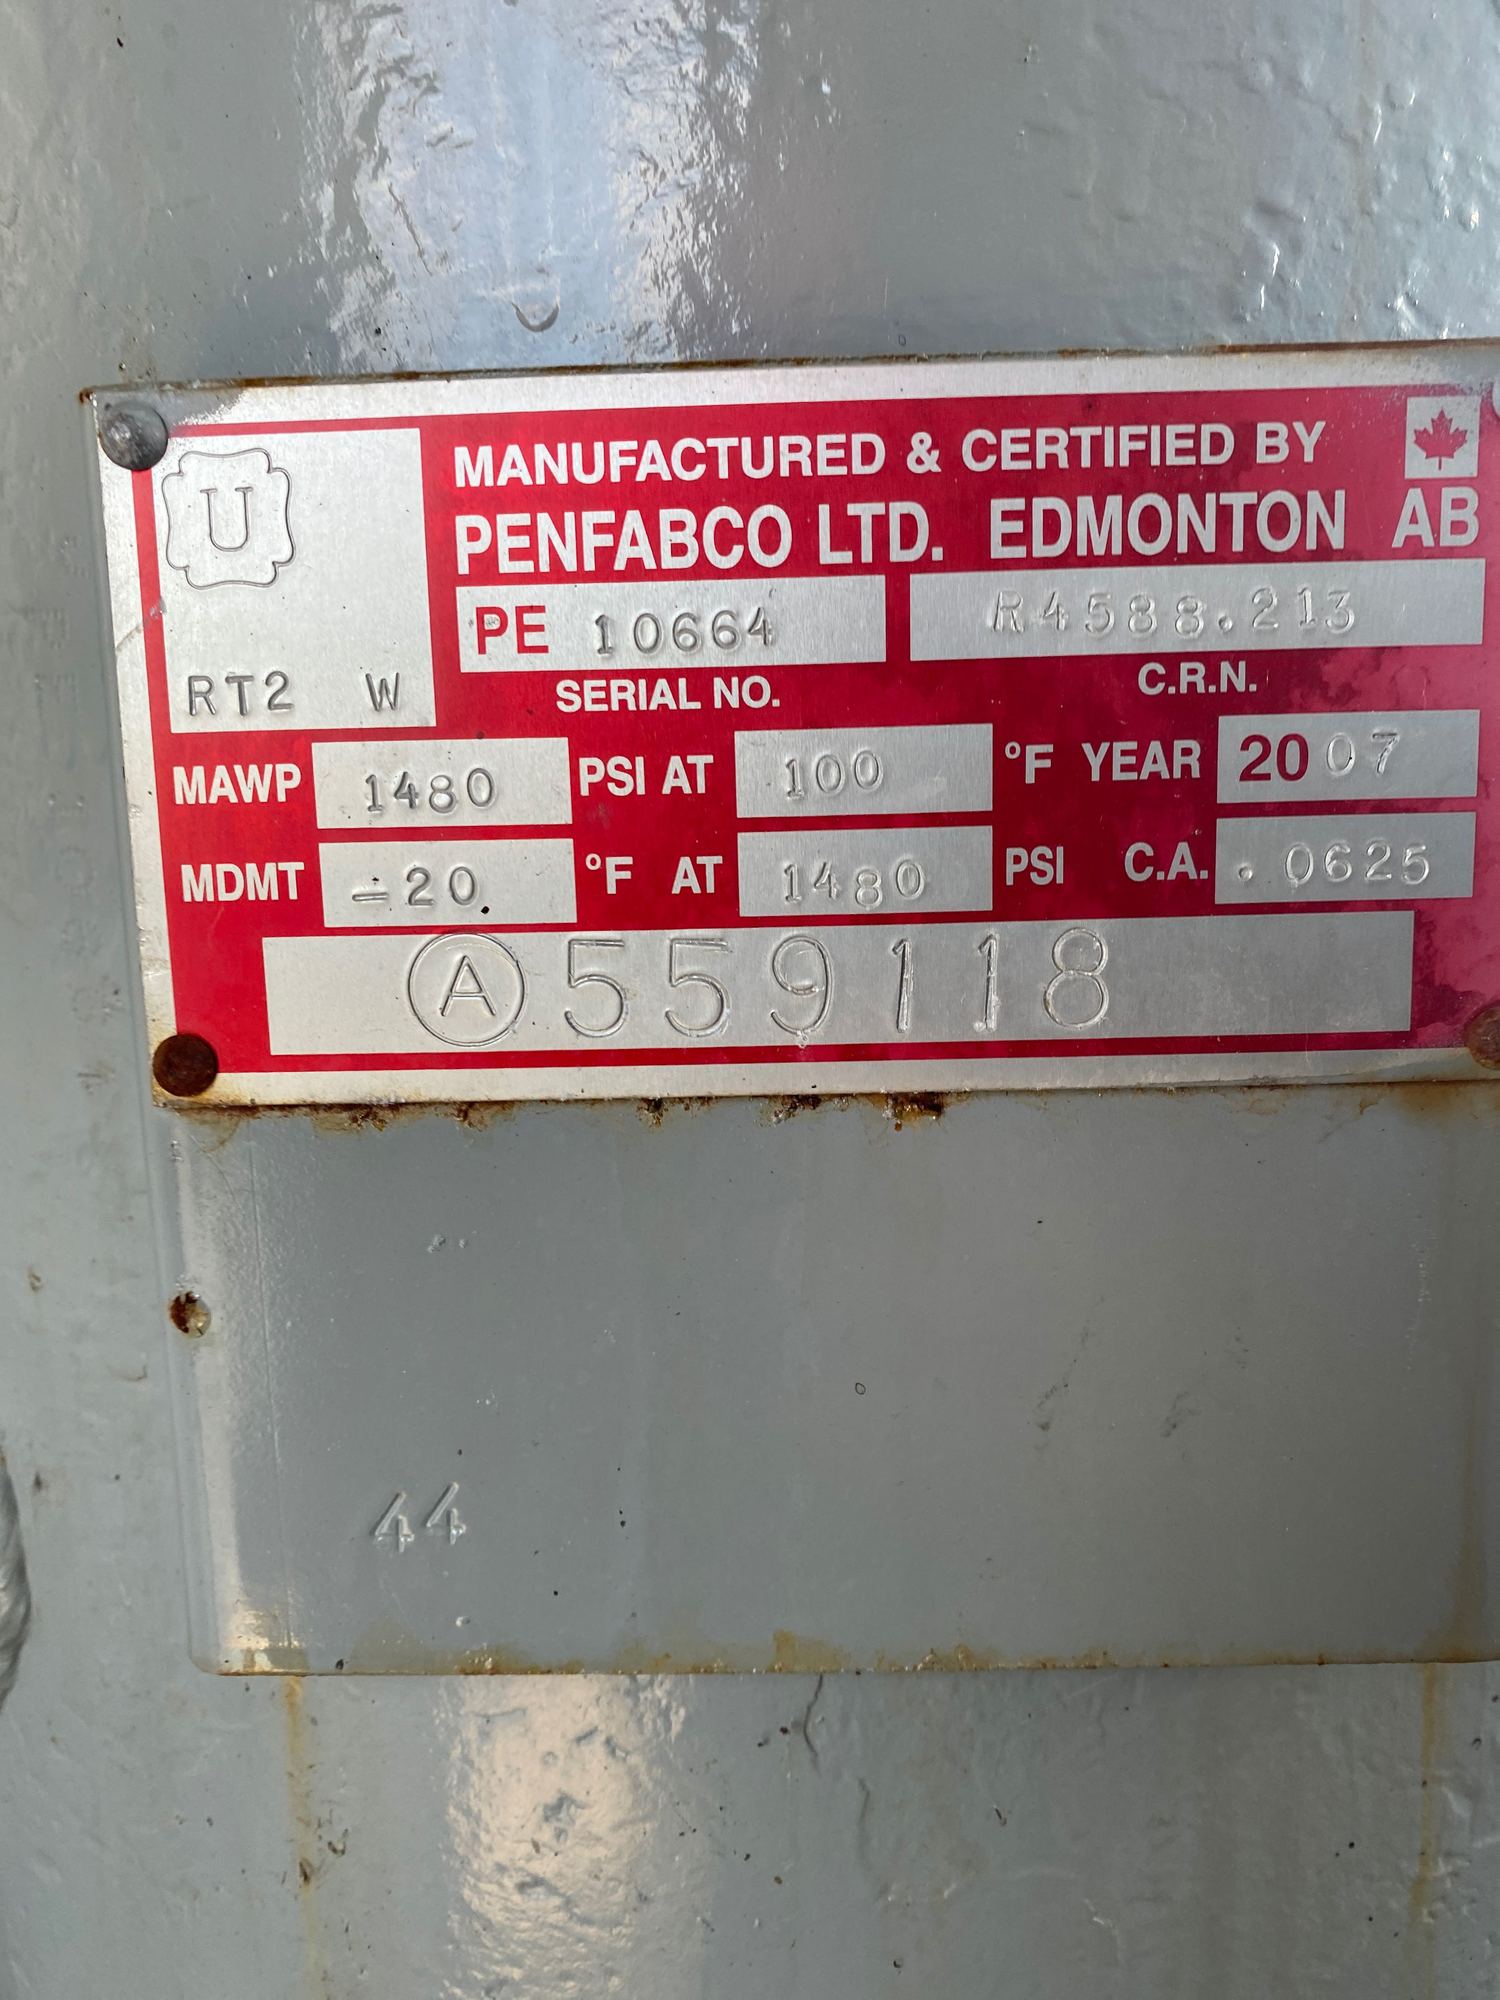 U
RT2 W
MANUFACTURED & CERTIFIED BY
PENFABCO LTD. EDMONTON AB
PE 10664 R4588.213
SERIAL NO. C.R.N.
MAWP 1480 PSI AT 100 °F YEAR 2007
MDMT -20 °F AT 1480 PSI C.A. .0625
Ⓐ559118
44